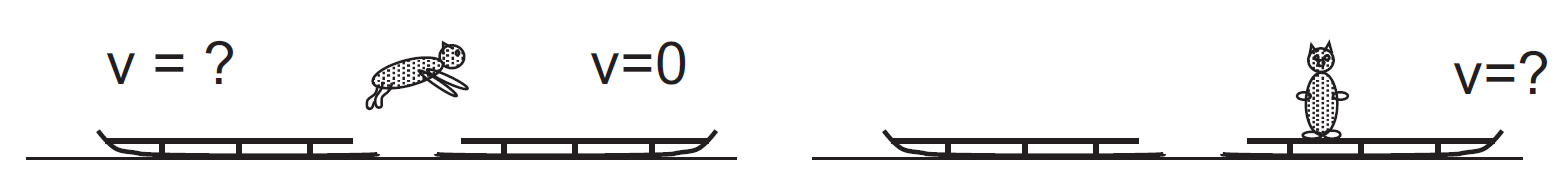 v = ?
v=0
v=?